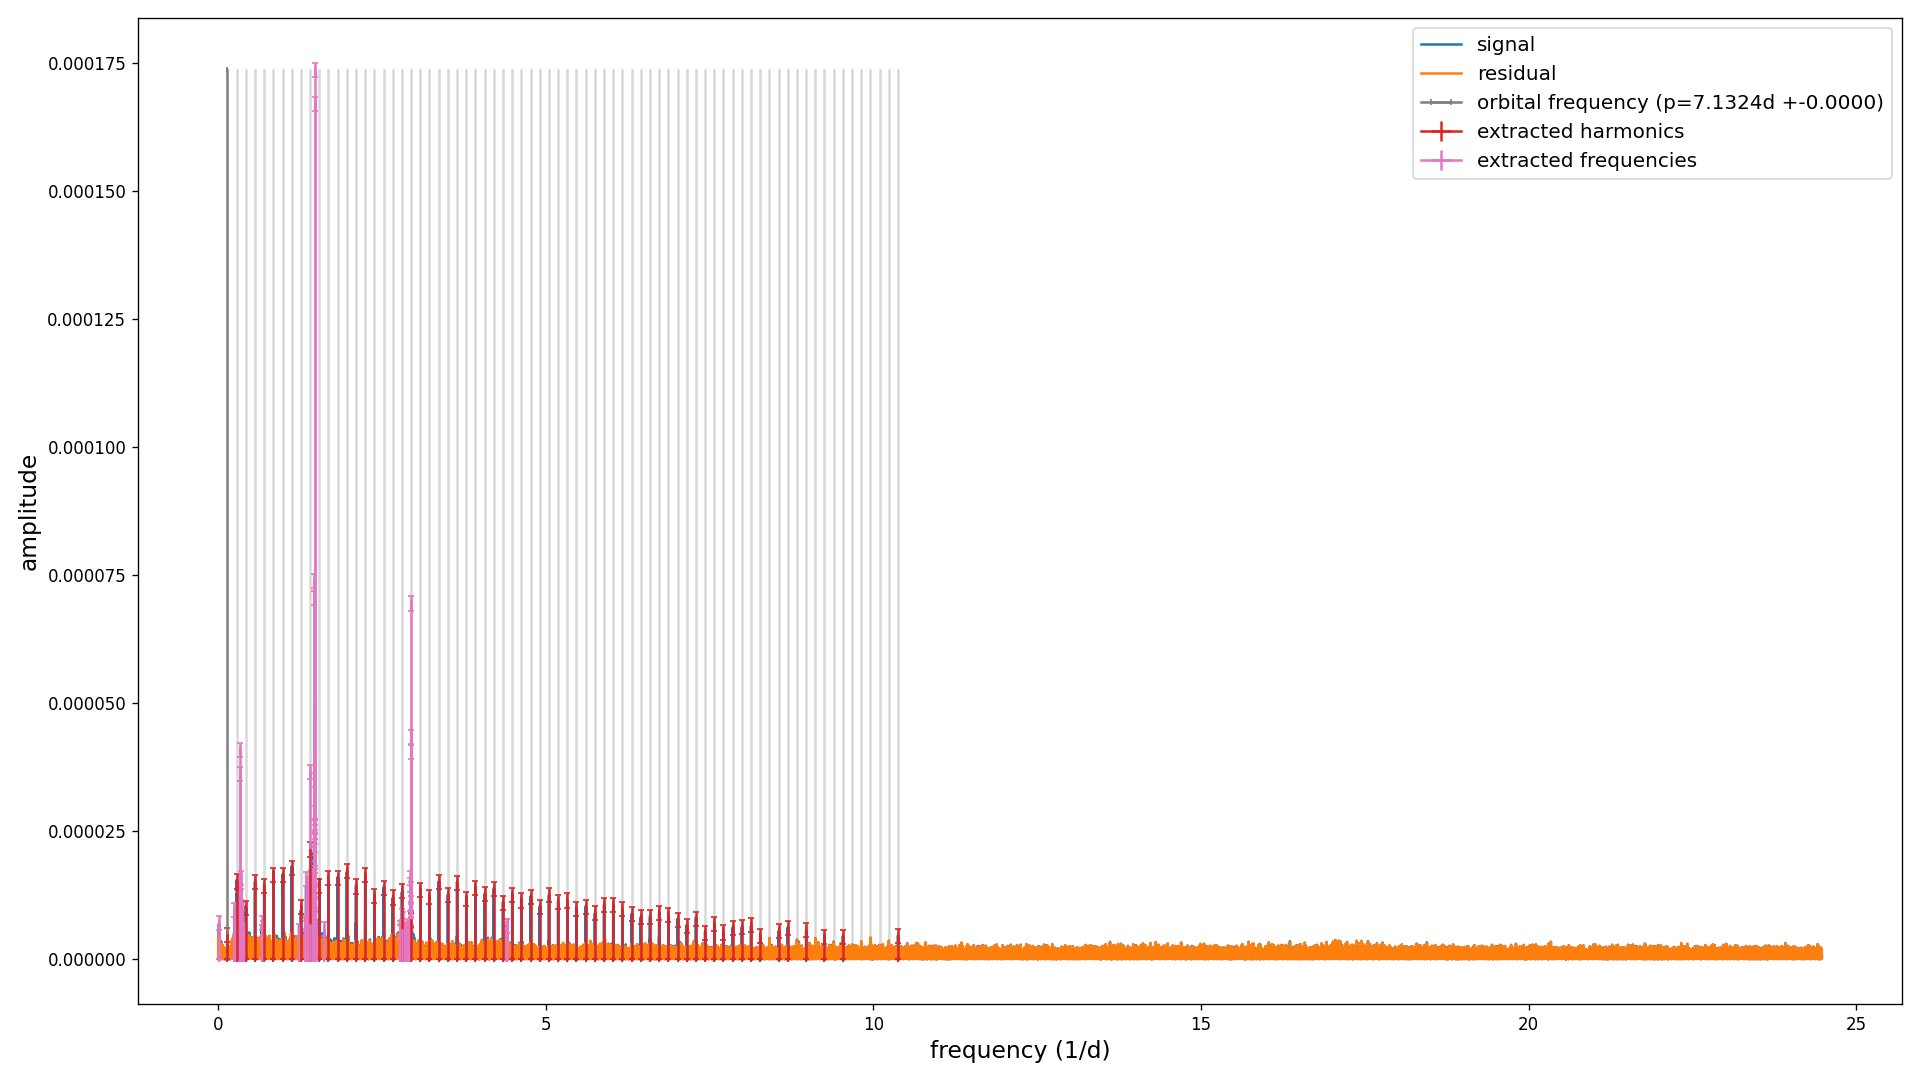 signal
residual
orbital frequency (p=7.1324d +-0.0000)
extracted harmonics
extracted frequencies
0.000175
0.000150
0.000125
0.000100
0.000075
0.000050
0.000025
0.000000
amplitude
0
5
10
15
20
25
frequency (1/d)